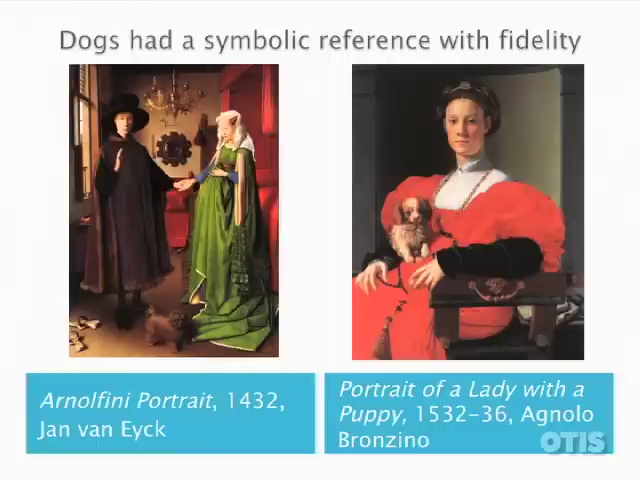 Dogs had a symbolic reference with fidelity
Arnolfini Portrait, 1432,
Jan van Eyck
Portrait of a Lady with a
Puppy, 1532-36, Agnolo
Bronzino
OTIS